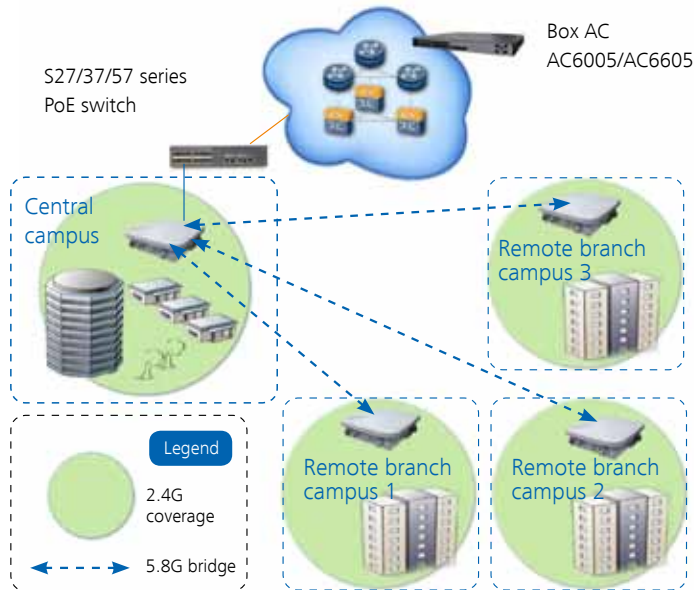 Box AC
AC6005/AC6605
S27/37/57 series
PoE switch
Central
campus
Remote branch
campus 3
Remote branch
campus 1
Remote branch
campus 2
Legend
2.4G
coverage
5.8G bridge